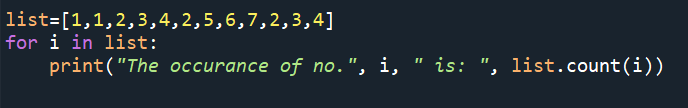 list=[1,1,2,3,4,2,5,6,7,2,3,4]
for i in list:
    print("The occurance of no.", i, " is: ", list.count(i))